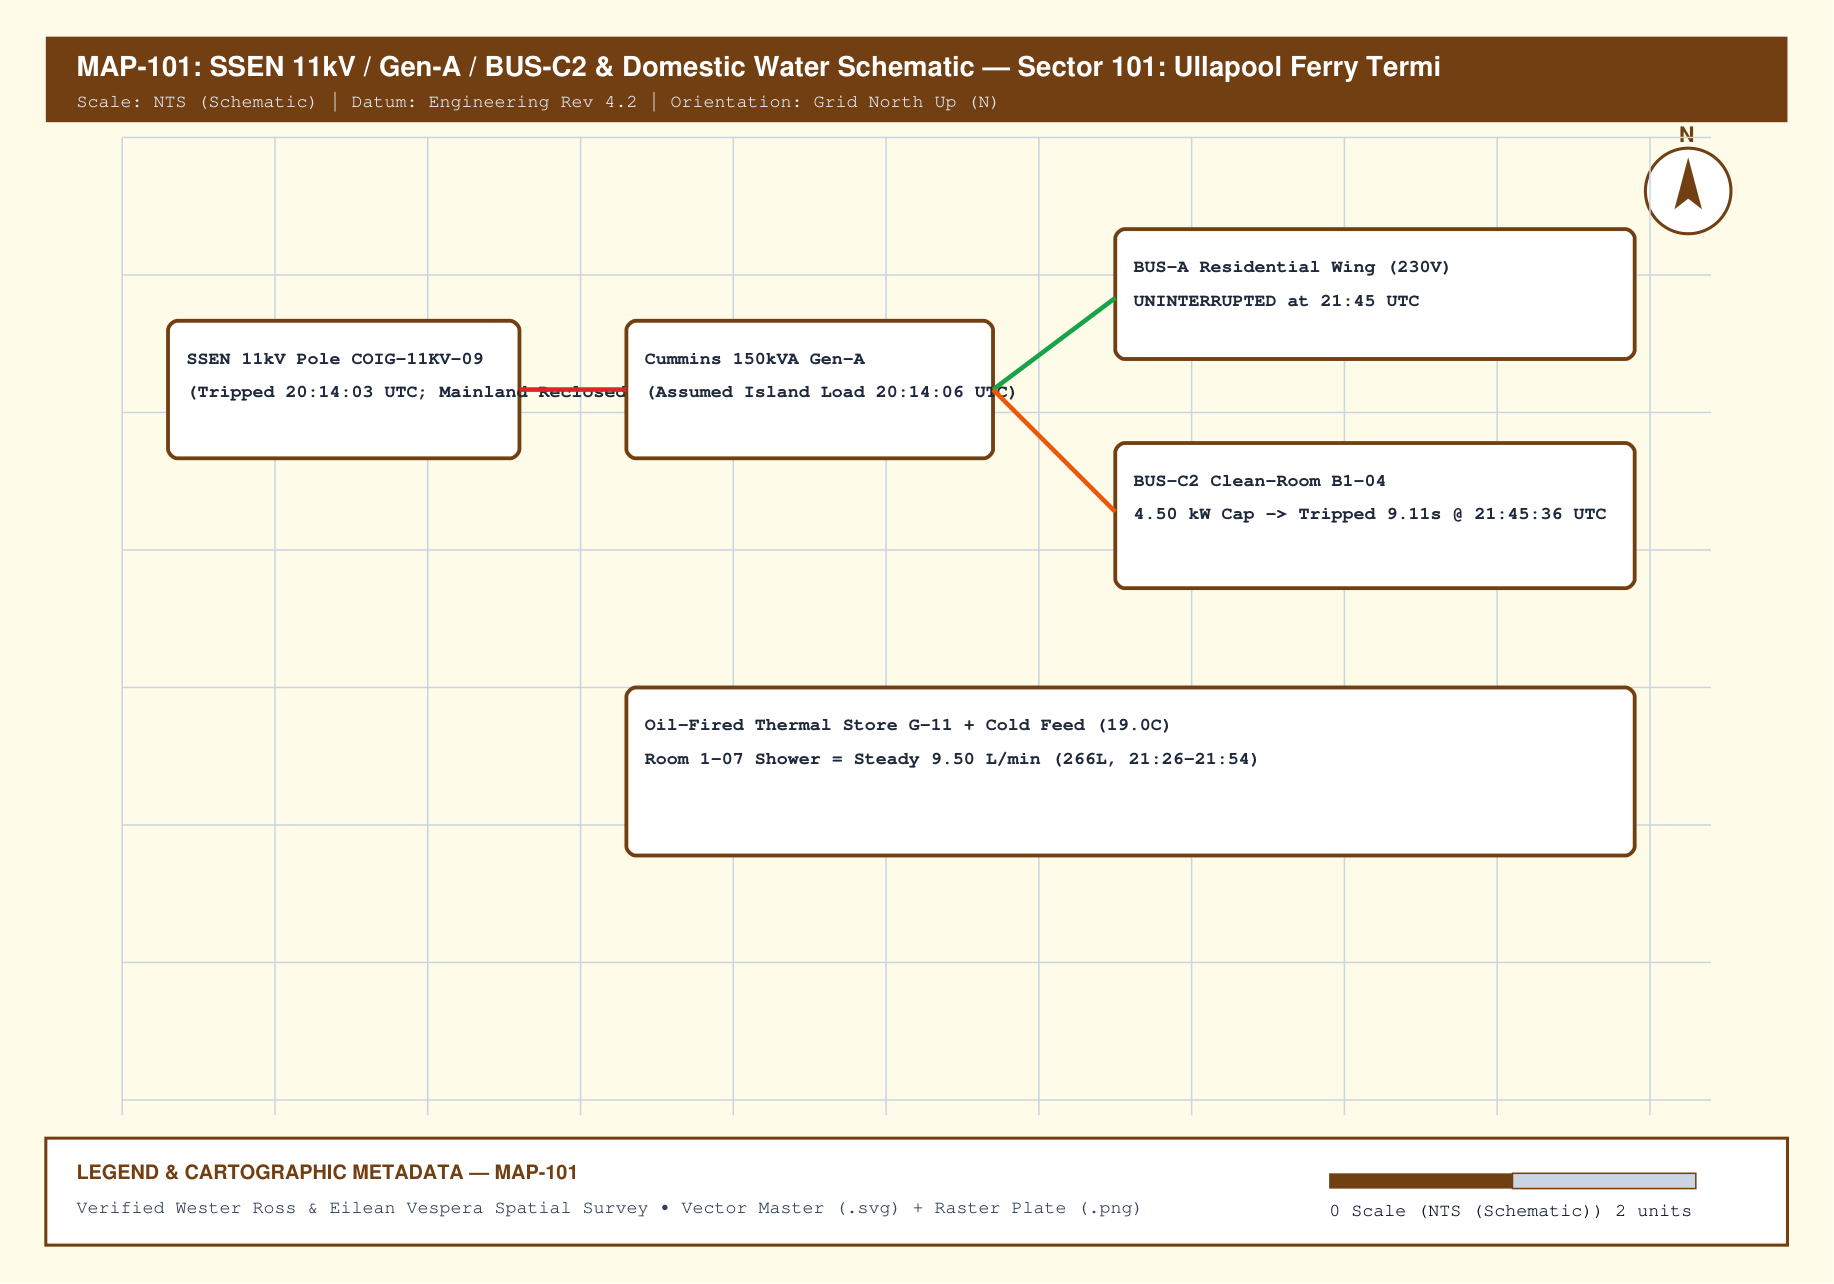 MAP-101: SSEN 11kV / Gen-A / BUS-C2 & Domestic Water Schematic — Sector 101: Ullapool Ferry Termi
Scale: NTS (Schematic) | Datum: Engineering Rev 4.2 | Orientation: Grid North Up (N)
N
BUS-A Residential Wing (230V)
UNINTERRUPTED at 21:45 UTC
SSEN 11kV Pole COIG-11KV-09
(Tripped 20:14:03 UTC; Mainland Reclosed
Cummins 150kVA Gen-A
(Assumed Island Load 20:14:06 UTC)
BUS-C2 Clean-Room B1-04
4.50 kW Cap -> Tripped 9.11s @ 21:45:36 UTC
Oil-Fired Thermal Store G-11 + Cold Feed (19.0C)
Room 1-07 Shower = Steady 9.50 L/min (266L, 21:26-21:54)
LEGEND & CARTOGRAPHIC METADATA — MAP-101
Verified Wester Ross & Eilean Vespera Spatial Survey • Vector Master (.svg) + Raster Plate (.png)
0 Scale (NTS (Schematic)) 2 units